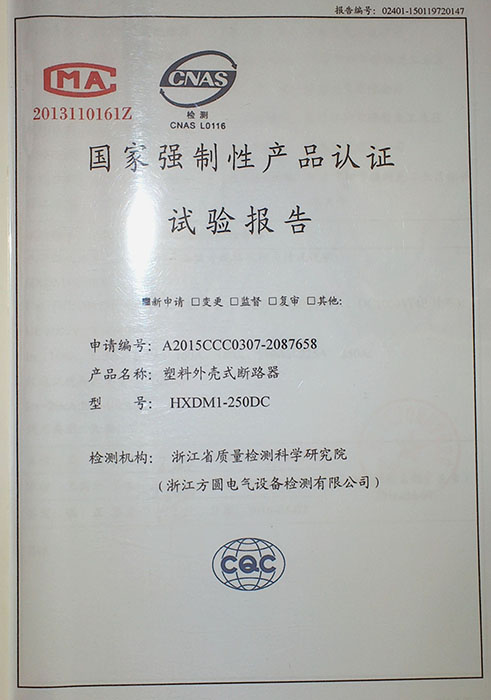 报告编号: 02401-150119720147
CMA
2013110161Z
CNAS
检 测
CNAS L0116
国家强制性产品认证
试验报告
■新申请 □变更 □监督 □复审 □其他:
申请编号: A2015CCC0307-2087658
产品名称: 塑料外壳式断路器
型 号: HXDM1-250DC
检测机构: 浙江省质量检测科学研究院
(浙江方圆电气设备检测有限公司)
CQC